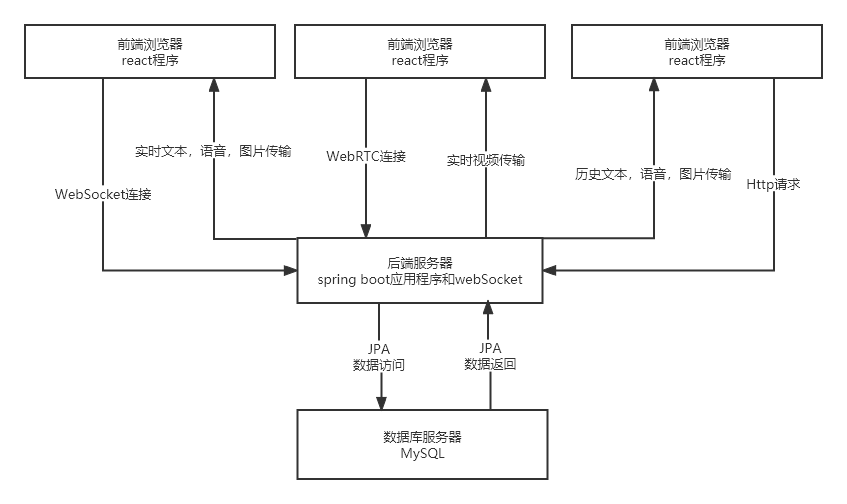 前端浏览器
react程序
前端浏览器
react程序
前端浏览器
react程序
实时文本，语音，图片传输
WebRTC连接
实时视频传输
历史文本，语音，图片传输
WebSocket连接
Http请求
后端服务器
spring boot应用程序和webSocket
JPA
数据访问
JPA
数据返回
数据库服务器
MySQL